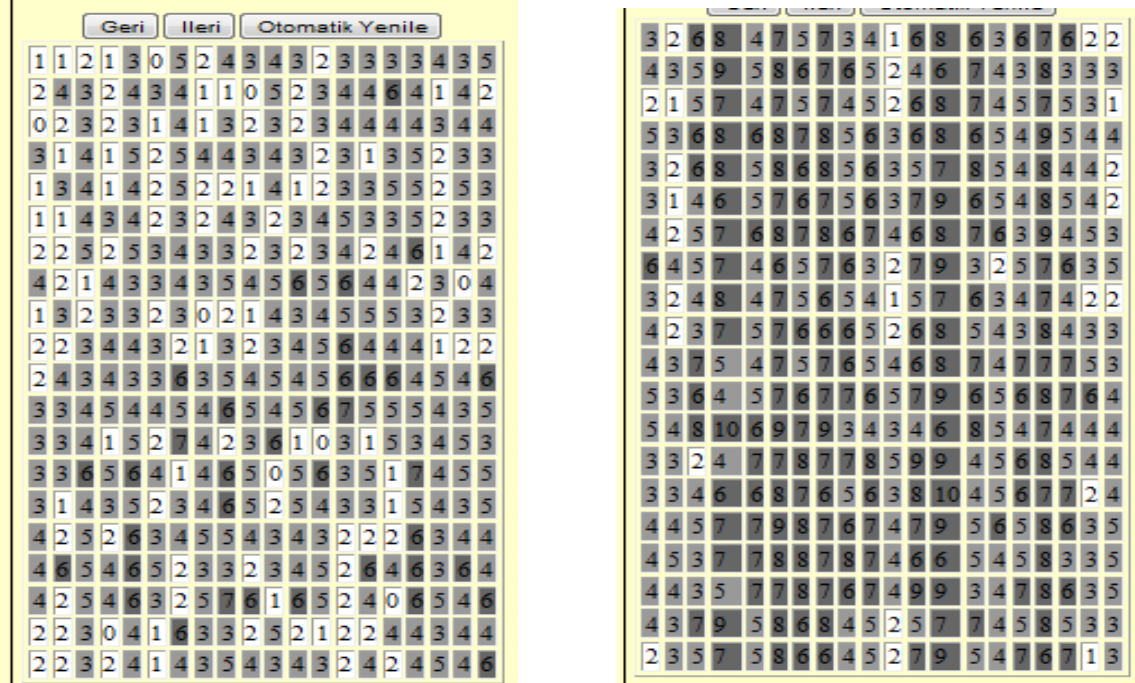 Geri Ileri Otomatik Yenile
1 1 2 1 3 0 5 2 4 3 4 3 2 3 3 3 3 4 3 5
2 4 3 2 4 3 4 1 1 0 5 2 3 4 4 6 4 1 4 2
0 2 3 2 3 1 4 1 3 2 3 2 3 4 4 4 4 3 4 4
3 1 4 1 5 2 5 4 4 3 4 3 2 3 1 3 5 2 3 3
1 3 4 1 4 2 5 2 2 1 4 1 2 3 3 5 5 2 5 3
1 1 4 3 4 2 3 2 4 3 2 3 4 5 3 3 5 2 3 3
2 2 5 2 5 3 4 3 3 2 3 2 3 4 2 4 6 1 4 2
4 2 1 4 3 3 4 3 5 4 5 6 5 6 4 4 2 3 0 4
1 3 2 3 3 2 3 0 2 1 4 3 4 5 5 5 3 2 3 3
2 2 3 4 4 3 2 1 3 2 3 4 5 6 4 4 4 1 2 2
2 4 3 4 3 3 6 3 5 4 5 4 5 6 6 6 4 5 4 6
3 3 4 5 4 4 5 4 6 5 4 5 6 7 5 5 5 4 3 5
3 3 4 1 5 2 7 4 2 3 6 1 0 3 1 5 3 4 5 3
3 3 6 5 6 4 1 4 6 5 0 5 6 3 5 1 7 4 5 5
3 1 4 3 5 2 3 4 6 5 2 5 4 3 3 1 5 4 3 5
4 2 5 2 6 3 4 5 5 4 3 4 3 2 2 2 6 3 4 4
4 6 5 4 6 5 2 3 3 2 3 4 5 2 6 4 6 3 6 4
4 2 5 4 6 3 2 5 7 6 1 6 5 2 4 0 6 5 4 6
2 2 3 0 4 1 6 3 3 2 5 2 1 2 2 4 4 3 4 4
2 2 3 2 4 1 4 3 5 4 3 4 3 2 4 2 4 5 4 6
3 2 6 8 4 7 5 7 3 4 1 6 8 6 3 6 7 6 2 2
4 3 5 9 5 8 6 7 6 5 2 4 6 7 4 3 8 3 3 3
2 1 5 7 4 7 5 7 4 5 2 6 8 7 4 5 7 5 3 1
5 3 6 8 6 8 7 8 5 6 3 6 8 6 5 4 9 5 4 4
3 2 6 8 5 8 6 8 5 6 3 5 7 8 5 4 8 4 4 2
3 1 4 6 5 7 6 7 5 6 3 7 9 6 5 4 8 5 4 2
4 2 5 7 6 8 7 8 6 7 4 6 8 7 6 3 9 4 5 3
6 4 5 7 4 6 5 7 6 3 2 7 9 3 2 5 7 6 3 5
3 2 4 8 4 7 5 6 5 4 1 5 7 6 3 4 7 4 2 2
4 2 3 7 5 7 6 6 6 5 2 6 8 5 4 3 8 4 3 3
4 3 7 5 4 7 5 7 6 5 4 6 8 7 4 7 7 7 5 3
5 3 6 4 5 7 6 7 7 6 5 7 9 6 5 6 8 7 6 4
5 4 8 10 6 9 7 9 3 4 3 4 6 8 5 4 7 4 4 4
3 3 2 4 7 7 8 7 7 8 5 9 9 4 5 6 8 5 4 4
3 3 4 6 6 8 7 6 5 6 3 8 10 4 5 6 7 7 2 4
4 4 5 7 7 9 8 7 6 7 4 7 9 5 6 5 8 6 3 5
4 5 3 7 7 8 8 7 8 7 4 6 6 5 4 5 8 3 3 5
4 4 3 5 7 7 8 7 6 7 4 9 9 3 4 7 8 6 3 5
4 3 7 9 5 8 6 8 4 5 2 5 7 7 4 5 8 5 3 3
2 3 5 7 5 8 6 6 4 5 2 7 9 5 4 7 6 7 1 3